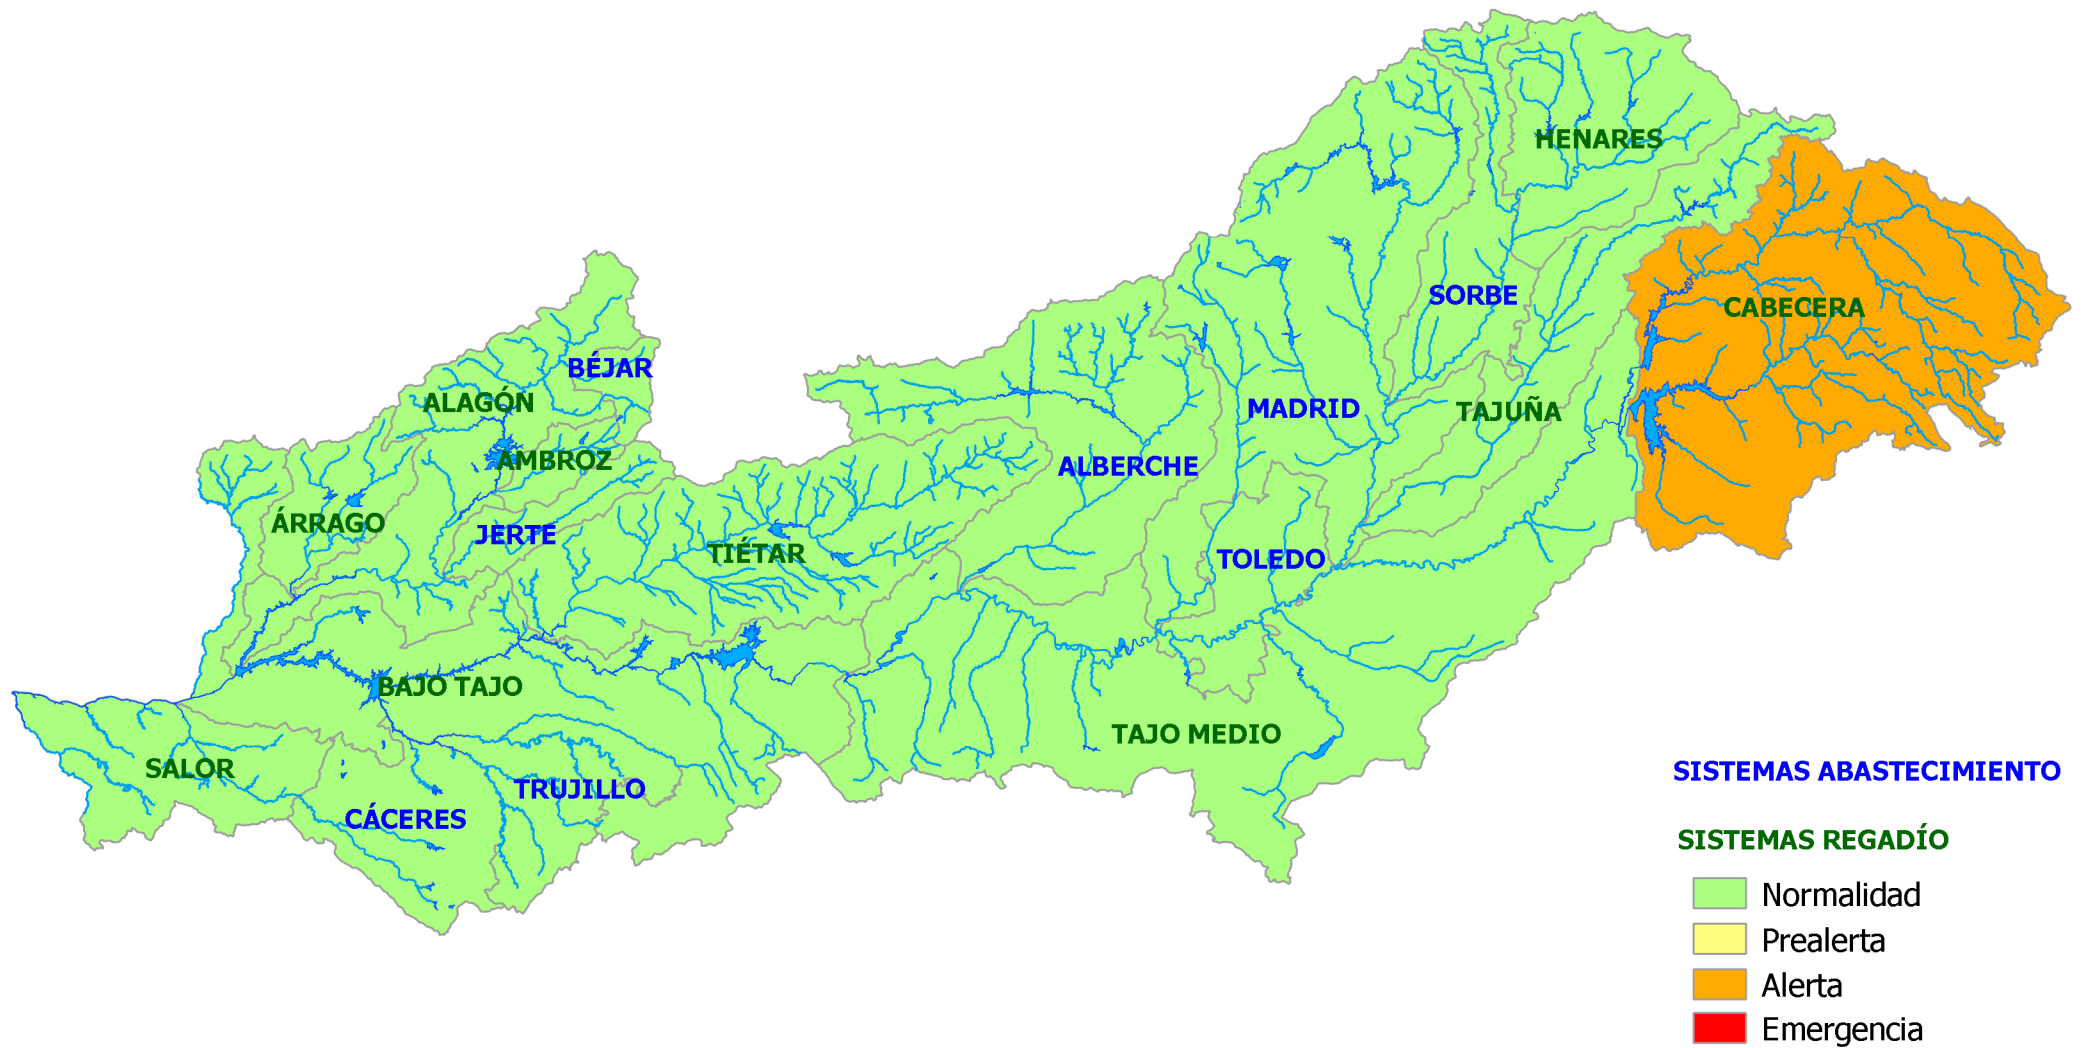 HENARES
SORBE
CABECERA
BÉJAR
ALAGÓN
MADRID
TAJUÑA
AMBROZ
ALBERCHE
ÁRRAGO
JERTE
TIÉTAR
TOLEDO
BAJO TAJO
TAJO MEDIO
SALOR
TRUJILLO
CÁCERES
SISTEMAS ABASTECIMIENTO
SISTEMAS REGADÍO
Normalidad
Prealerta
Alerta
Emergencia